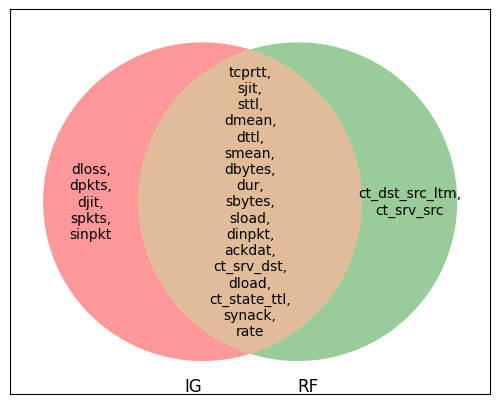 dloss,
dpkts,
djit,
spkts,
sinpkt
tcprtt,
sjit,
sttl,
dmean,
dttl,
smean,
dbytes,
dur,
sbytes,
sload,
dinpkt,
ackdat,
ct_srv_dst,
dload,
ct_state_ttl,
synack,
rate
ct_dst_src_ltm,
ct_srv_src
IG
RF